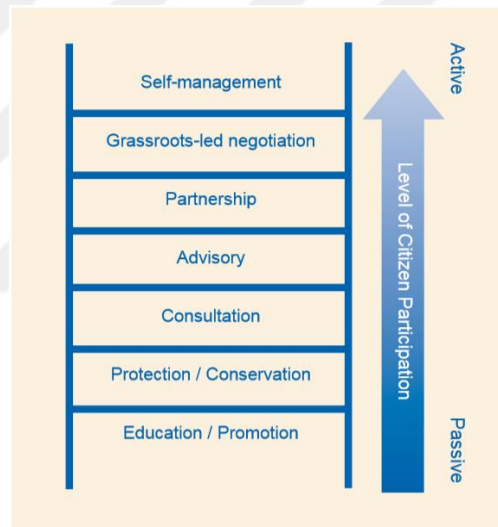 Self-management
Grassroots-led negotiation
Partnership
Advisory
Consultation
Protection / Conservation
Education / Promotion
Active
Level of Citizen Participation
Passive